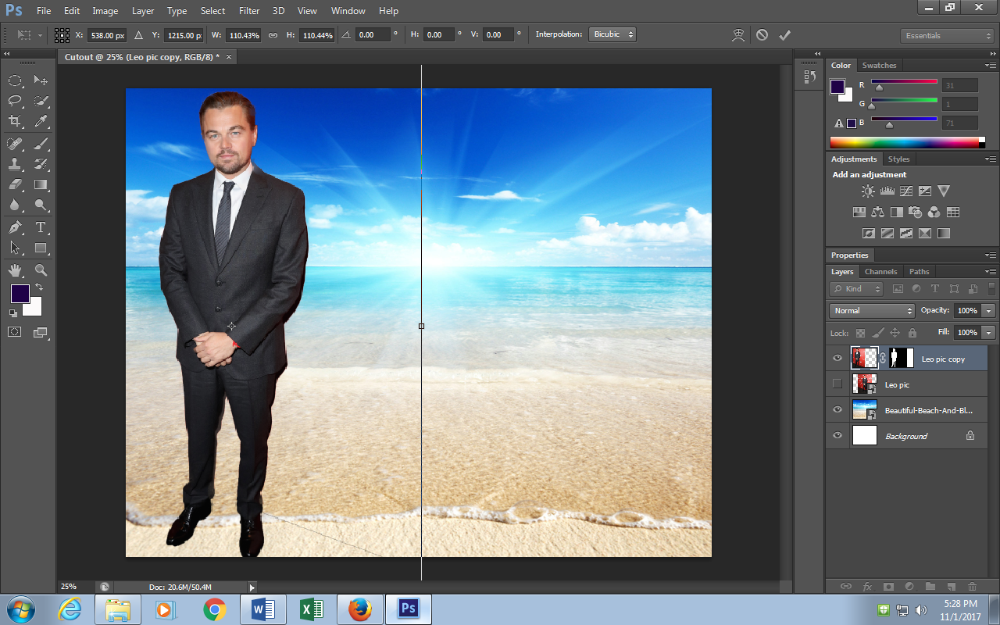 Ps File Edit Image Layer Type Select Filter 3D View Window Help
X: 538.00 px Y: 1215.00 p: W: 110.43% H: 110.44% 0.00 ° H: 0.00 ° V: 0.00 ° Interpolation: Bicubic Essentials
Cutout @ 25% (Leo pic copy, RGB/8) * ×
Color Swatches
R 31
G 1
B 71
Adjustments Styles
Add an adjustment
Properties
Layers Channels Paths
Kind T
Normal Opacity: 100%
Lock: Fill: 100%
Leo pic copy
Leo pic
Beautiful-Beach-And-Bl...
Background
fx
T
25% Doc: 20.6M/50.4M
W X Ps
5:28 PM
11/1/2017